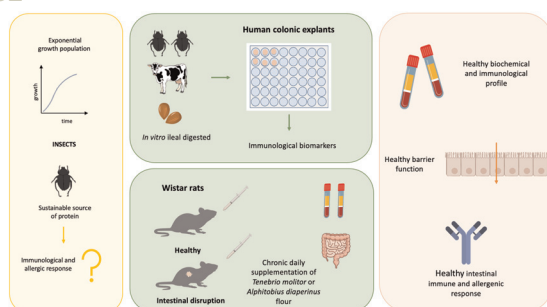 Exponential
growth population
growth
time
INSECTS
Sustainable source
of protein
Immunological and
allergic response
?
Human colonic explants
In vitro ileal digested
Immunological biomarkers
Wistar rats
Healthy
Intestinal disruption
Chronic daily
supplementation of
Tenebrio molitor or
Alphitobius diaperinus
flour
Healthy biochemical
and immunological
profile
Healthy barrier
function
Healthy intestinal
immune and allergenic
response